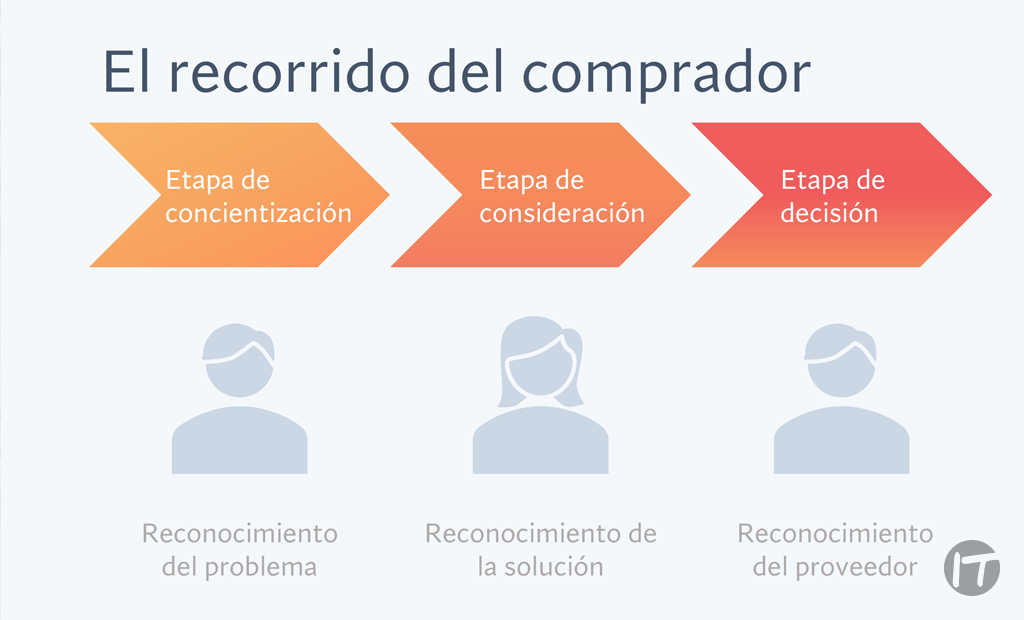 El recorrido del comprador
Etapa de
concientización
Etapa de
consideración
Etapa de
decisión
Reconocimiento
del problema
Reconocimiento de
la solución
Reconocimiento
del proveedor
IT